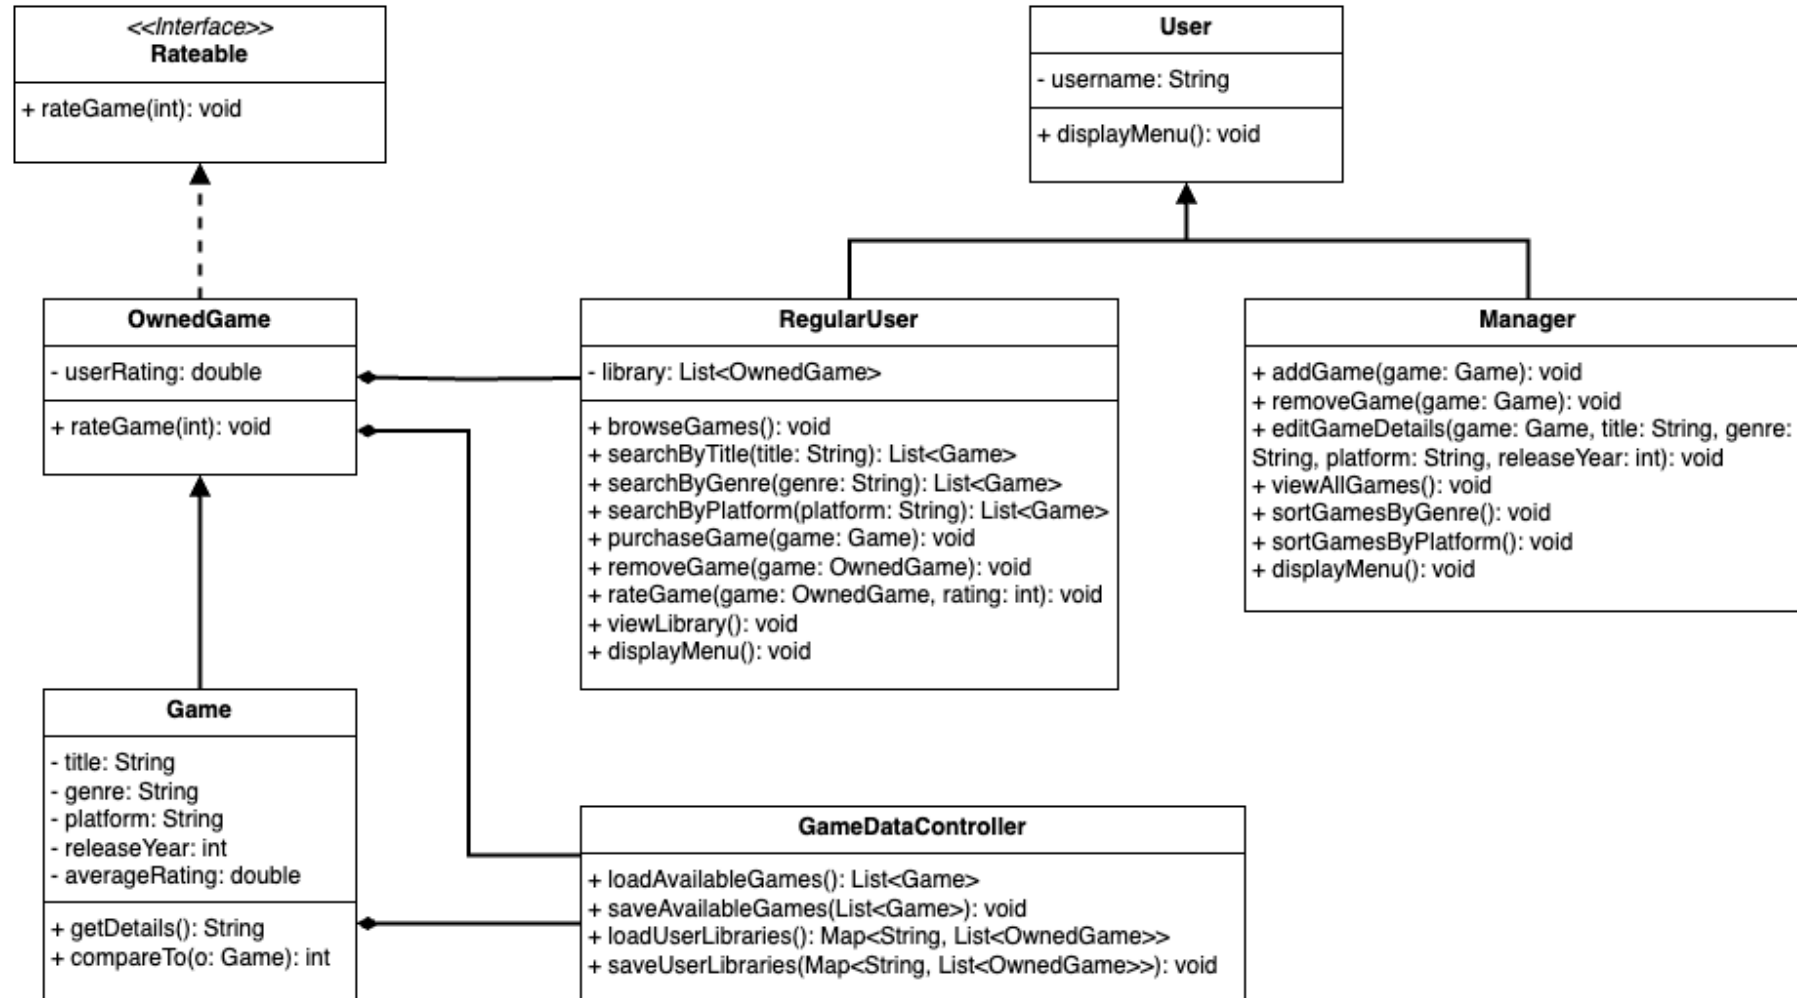 <<Interface>>
Rateable
+ rateGame(int): void
User
- username: String
+ displayMenu(): void
OwnedGame
- userRating: double
+ rateGame(int): void
RegularUser
- library: List<OwnedGame>
+ browseGames(): void
+ searchByTitle(title: String): List<Game>
+ searchByGenre(genre: String): List<Game>
+ searchByPlatform(platform: String): List<Game>
+ purchaseGame(game: Game): void
+ removeGame(game: OwnedGame): void
+ rateGame(game: OwnedGame, rating: int): void
+ viewLibrary(): void
+ displayMenu(): void
Manager
+ addGame(game: Game): void
+ removeGame(game: Game): void
+ editGameDetails(game: Game, title: String, genre:
String, platform: String, releaseYear: int): void
+ viewAllGames(): void
+ sortGamesByGenre(): void
+ sortGamesByPlatform(): void
+ displayMenu(): void
Game
- title: String
- genre: String
- platform: String
- releaseYear: int
- averageRating: double
+ getDetails(): String
+ compareTo(o: Game): int
GameDataController
+ loadAvailableGames(): List<Game>
+ saveAvailableGames(List<Game>): void
+ loadUserLibraries(): Map<String, List<OwnedGame>>
+ saveUserLibraries(Map<String, List<OwnedGame>>): void